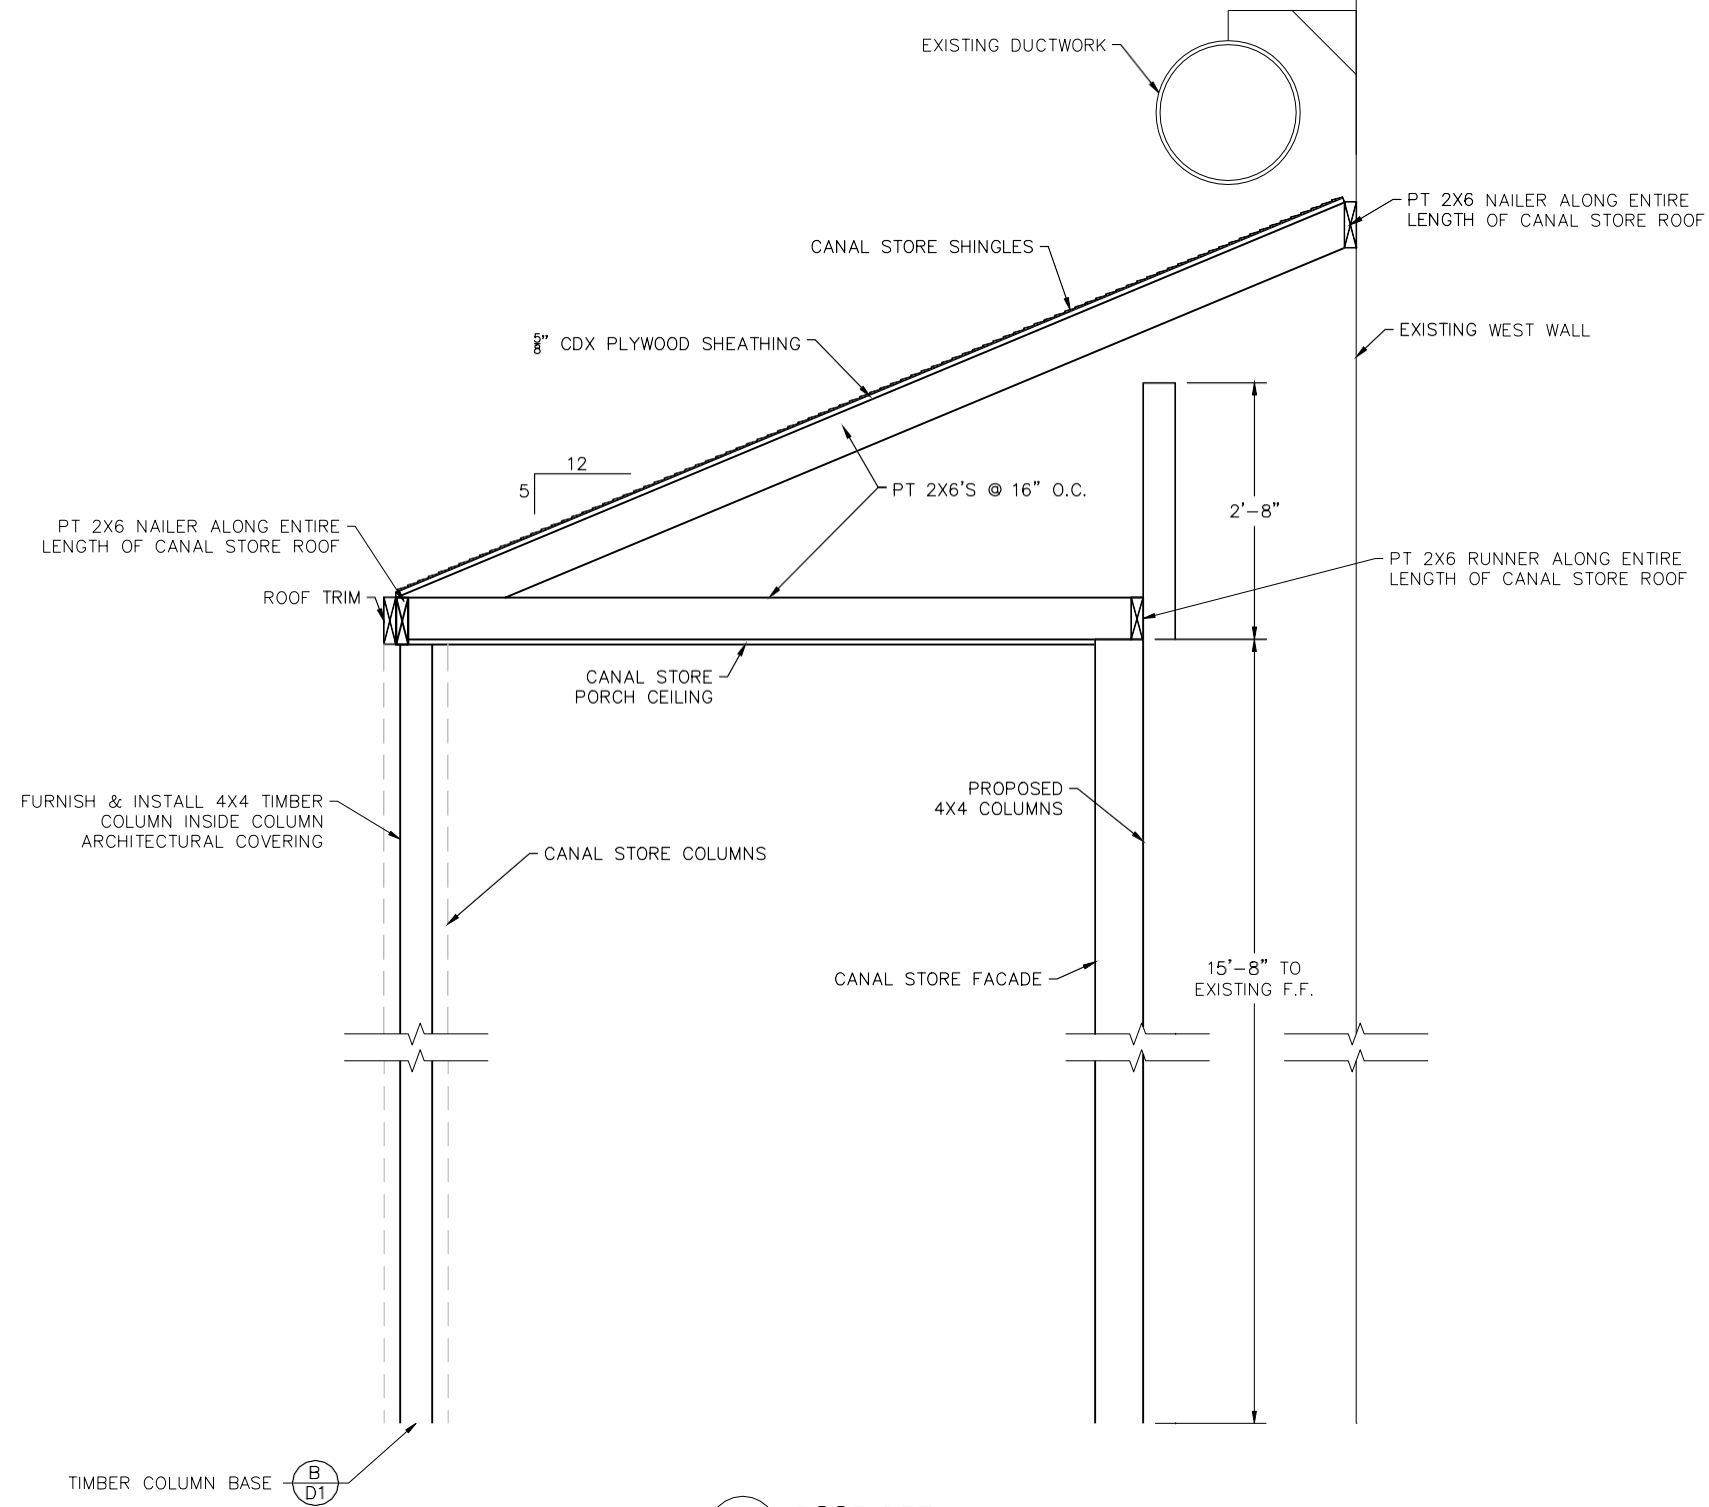 EXISTING DUCTWORK
PT 2X6 NAILER ALONG ENTIRE
LENGTH OF CANAL STORE ROOF
CANAL STORE SHINGLES
EXISTING WEST WALL
5/8" CDX PLYWOOD SHEATHING
12
5
PT 2X6'S @ 16" O.C.
2'-8"
PT 2X6 NAILER ALONG ENTIRE
LENGTH OF CANAL STORE ROOF
PT 2X6 RUNNER ALONG ENTIRE
LENGTH OF CANAL STORE ROOF
ROOF TRIM
CANAL STORE
PORCH CEILING
FURNISH & INSTALL 4X4 TIMBER
COLUMN INSIDE COLUMN
ARCHITECTURAL COVERING
PROPOSED
4X4 COLUMNS
CANAL STORE COLUMNS
CANAL STORE FACADE
15'-8" TO
EXISTING F.F.
TIMBER COLUMN BASE
B
D1